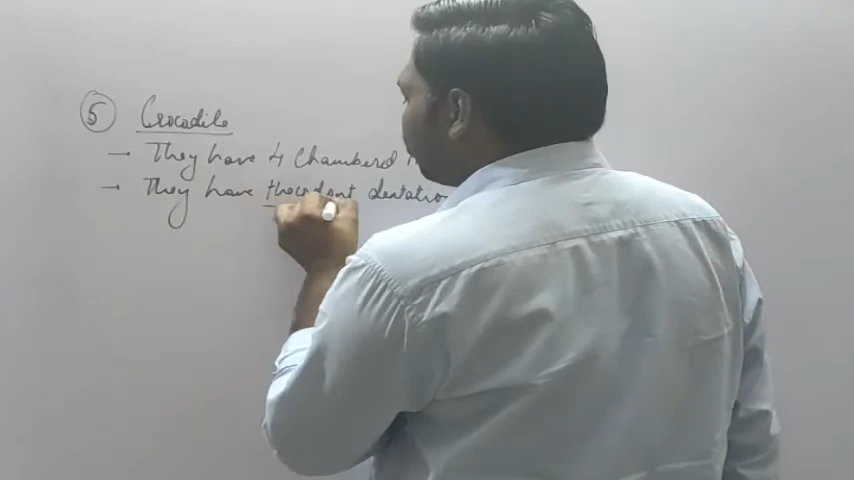 5 Crocodile
→ They have 4 Chambered
→ They have thecodont dentation